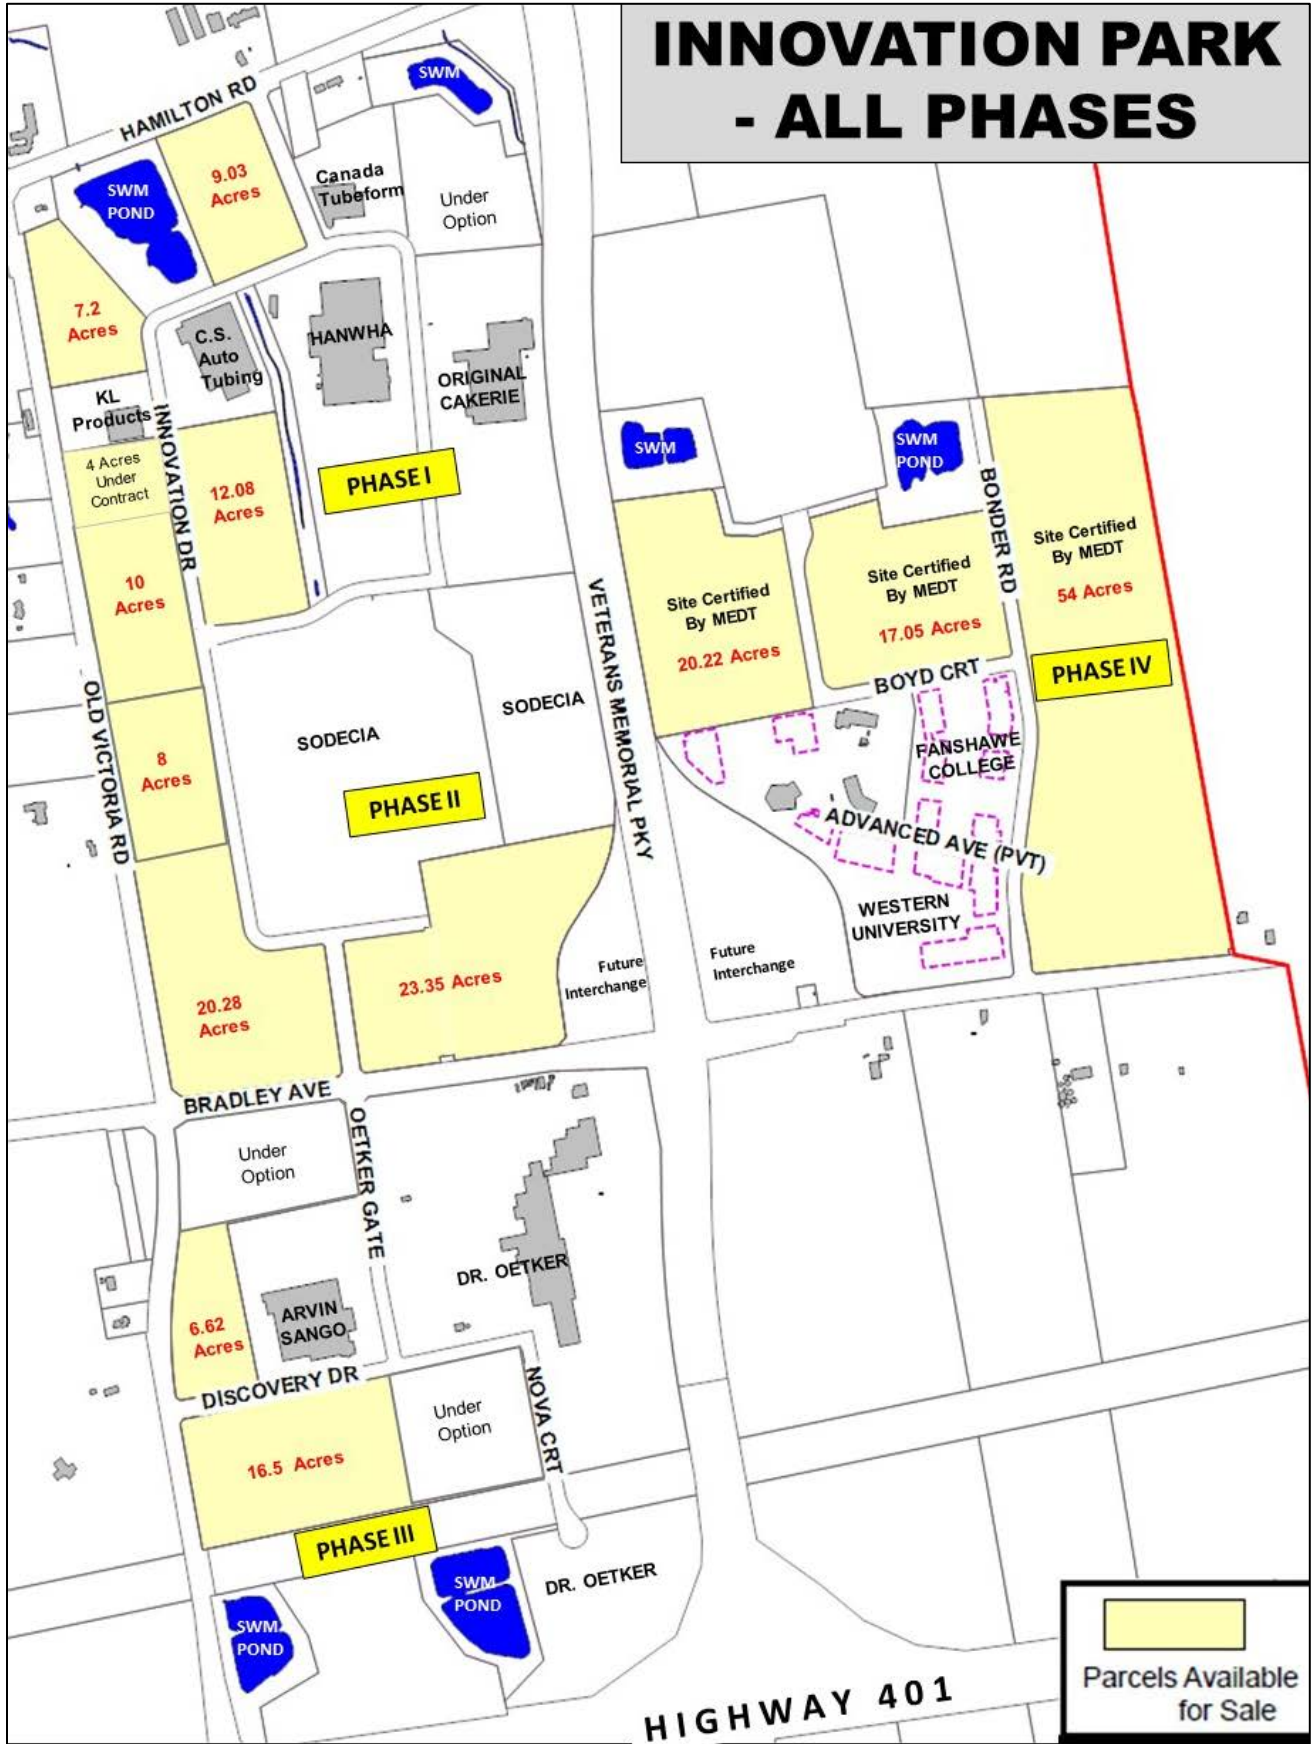 INNOVATION PARK
- ALL PHASES
HAMILTON RD
SWM
SWM
POND
9.03
Acres
Canada
Tubeform
Under
Option
7.2
Acres
C.S.
Auto
Tubing
HANWHA
ORIGINAL
CAKERIE
KL
Products
INNOVATION DR
4 Acres
Under
Contract
12.08
Acres
PHASE I
SWM
SWM
POND
BONDER RD
Site Certified
By MEDT
54 Acres
10
Acres
Site Certified
By MEDT
20.22 Acres
Site Certified
By MEDT
17.05 Acres
VETERANS MEMORIAL PKY
PHASE IV
BOYD CRT
OLD VICTORIA RD
SODECIA
SODECIA
8
Acres
PHASE II
FANSHAWE
COLLEGE
ADVANCED AVE (PVT)
WESTERN
UNIVERSITY
20.28
Acres
23.35 Acres
Future
Interchange
Future
Interchange
BRADLEY AVE
OETKER GATE
Under
Option
DR. OETKER
6.62
Acres
ARVIN
SANGO
DISCOVERY DR
NOVA CRT
Under
Option
16.5 Acres
PHASE III
SWM
POND
SWM
POND
DR. OETKER
HIGHWAY 401
Parcels Available
for Sale